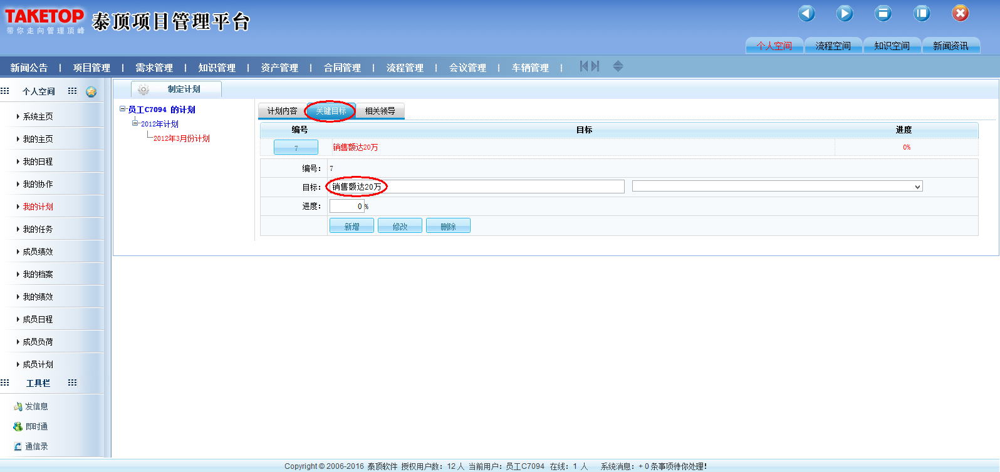 TAKETOP 泰顶项目管理平台
带你走向管理顶峰
个人空间 流程空间 知识空间 新闻资讯
新闻公告 | 项目管理 | 需求管理 | 知识管理 | 资产管理 | 合同管理 | 流程管理 | 会议管理 | 车辆管理 |
个人空间
系统主页
我的主页
我的日程
我的协作
我的计划
我的任务
成员绩效
我的档案
我的绩效
成员日程
成员负荷
成员计划
工具栏
发信息
即时通
通信录
制定计划
员工C7094 的计划
2012年计划
2012年3月份计划
计划内容 关键目标 相关领导
编号 目标 进度
7 销售额达20万 0%
编号: 7
目标: 销售额达20万
进度: 0 %
新增 修改 删除
Copyright © 2006-2016 泰顶软件 授权用户数: 12 人 当前用户: 员工C7094 在线: 1 人 系统消息: + 0 条事项待你处理!